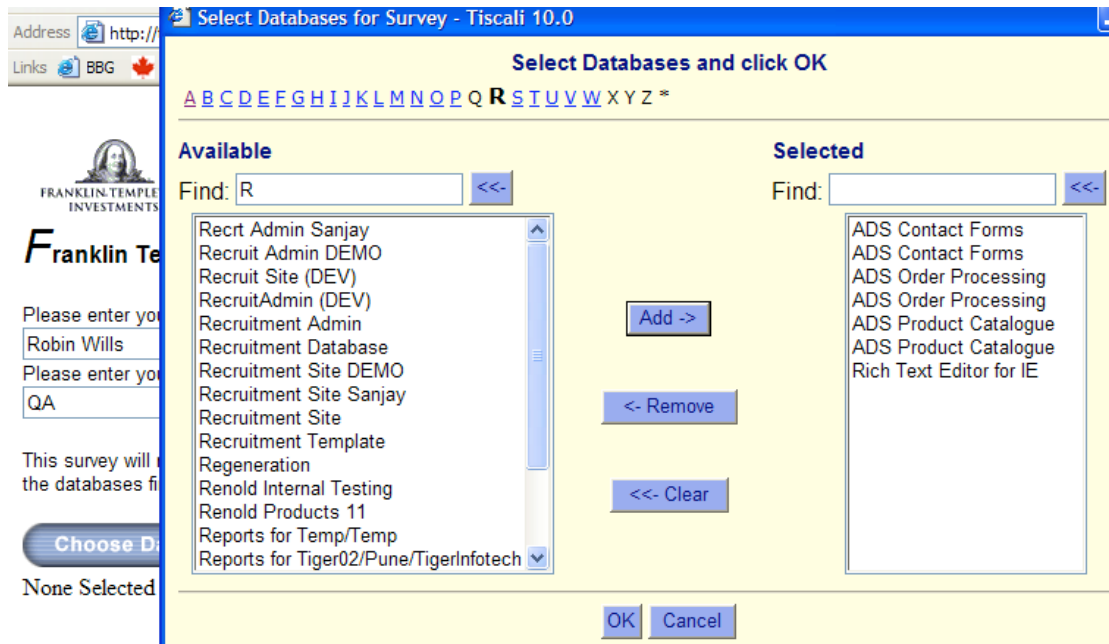 Address http://
Links BBG
Select Databases for Survey - Tiscali 10.0
Select Databases and click OK
A B C D E F G H I J K L M N O P Q R S T U V W X Y Z *
Available
Find: R <<-
Recrt Admin Sanjay
Recruit Admin DEMO
Recruit Site (DEV)
RecruitAdmin (DEV)
Recruitment Admin
Recruitment Database
Recruitment Site DEMO
Recruitment Site Sanjay
Recruitment Site
Recruitment Template
Regeneration
Renold Internal Testing
Renold Products 11
Reports for Temp/Temp
Reports for Tiger02/Pune/TigerInfotech
Add ->
<- Remove
<<- Clear
Selected
Find: <<-
ADS Contact Forms
ADS Contact Forms
ADS Order Processing
ADS Order Processing
ADS Product Catalogue
ADS Product Catalogue
Rich Text Editor for IE
OK Cancel
FRANKLIN TEMPLE
INVESTMENTS
Franklin Te
Please enter you
Robin Wills
Please enter you
QA
This survey will
the databases fi
Choose Da
None Selected